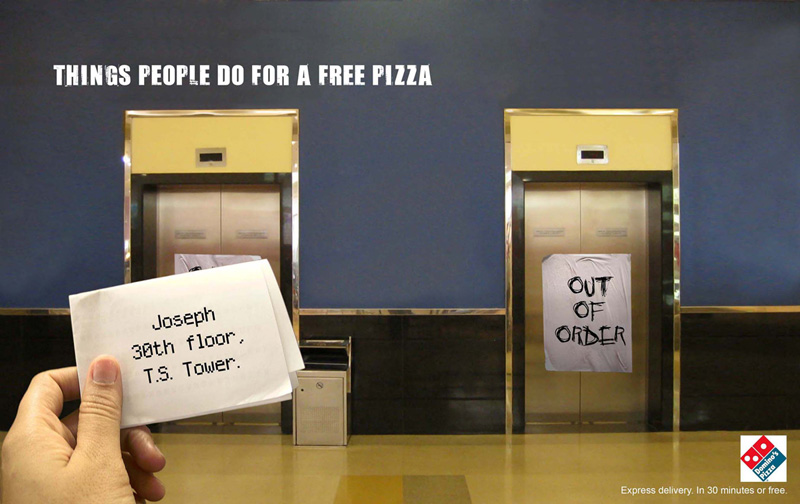 THINGS PEOPLE DO FOR A FREE PIZZA
Joseph
30th floor,
T.S. Tower.
OUT
OF
ORDER
Domino's
Pizza
Express delivery. In 30 minutes or free.